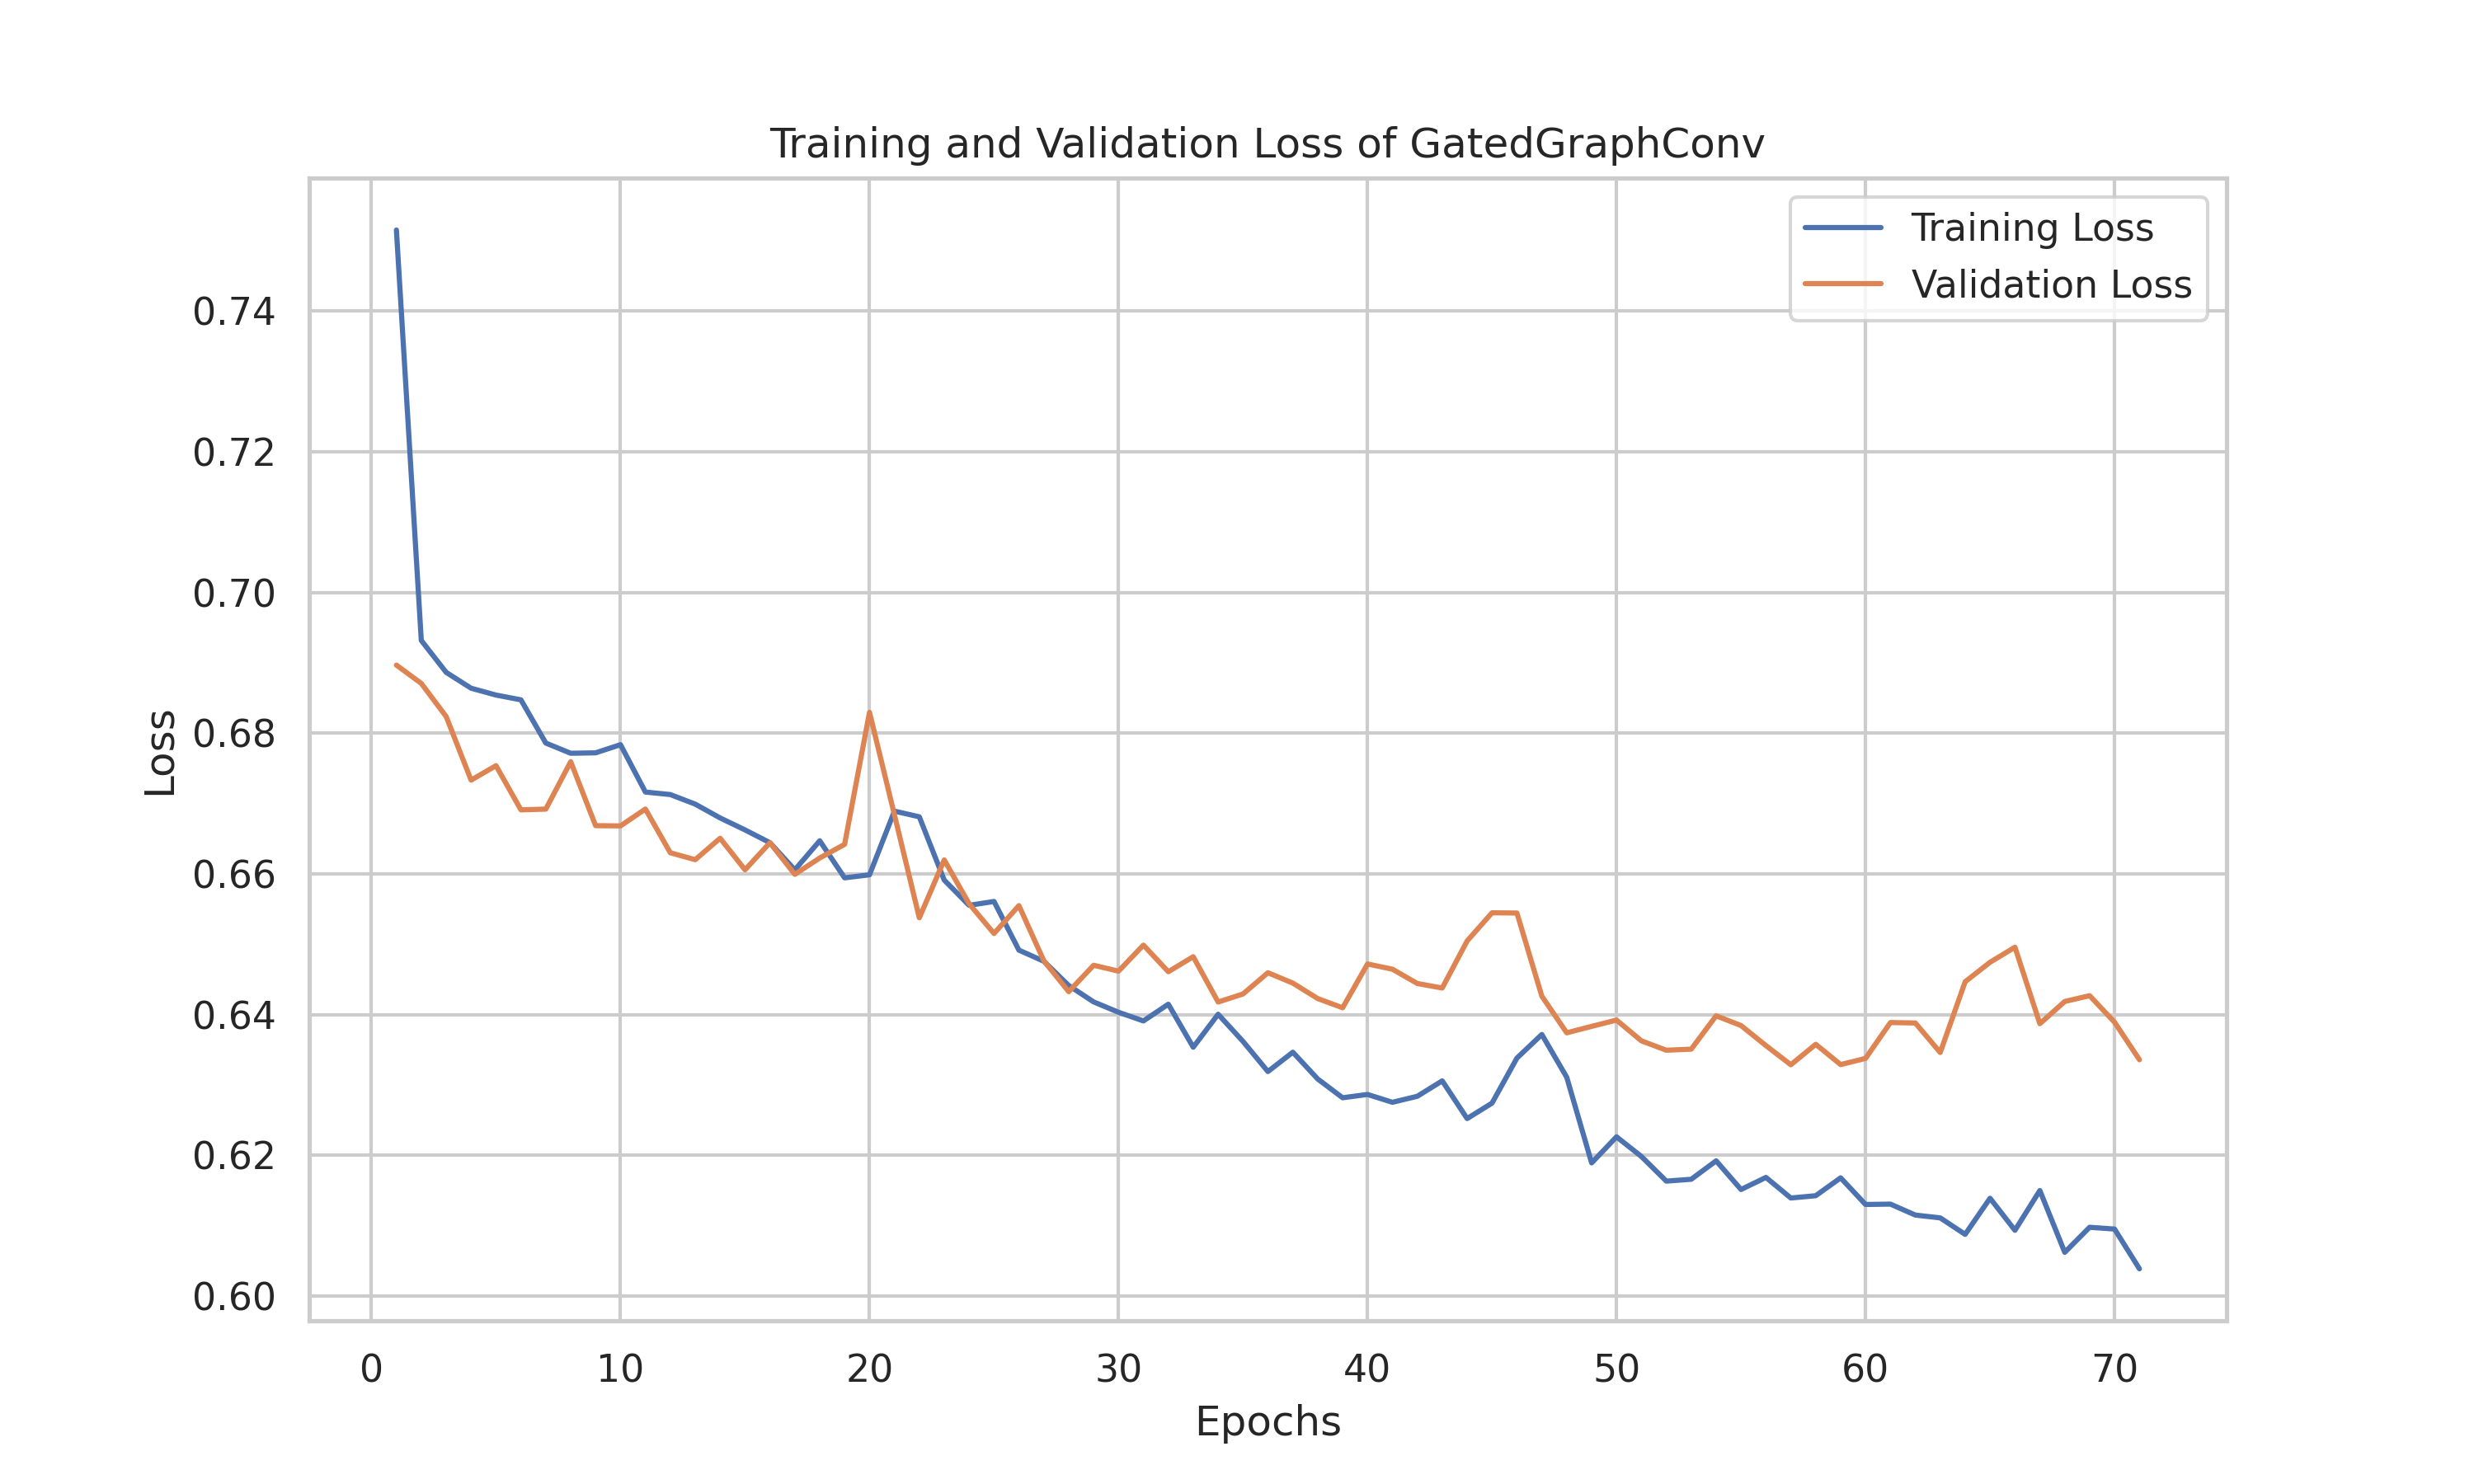 Training and Validation Loss of GatedGraphConv
Training Loss
Validation Loss
0.74
0.72
0.70
0.68
0.66
0.64
0.62
0.60
Loss
0 10 20 30 40 50 60 70
Epochs